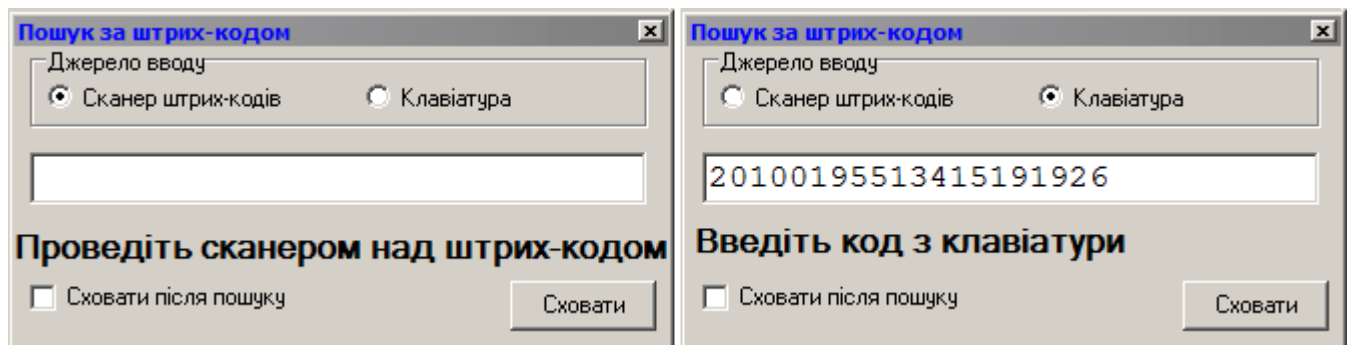 Пошук за штрих-кодом
Джерело вводу
Сканер штрих-кодів
Клавіатура
Проведіть сканером над штрих-кодом
Сховати після пошуку
Сховати
Пошук за штрих-кодом
Джерело вводу
Сканер штрих-кодів
Клавіатура
20100195513415191926
Введіть код з клавіатури
Сховати після пошуку
Сховати